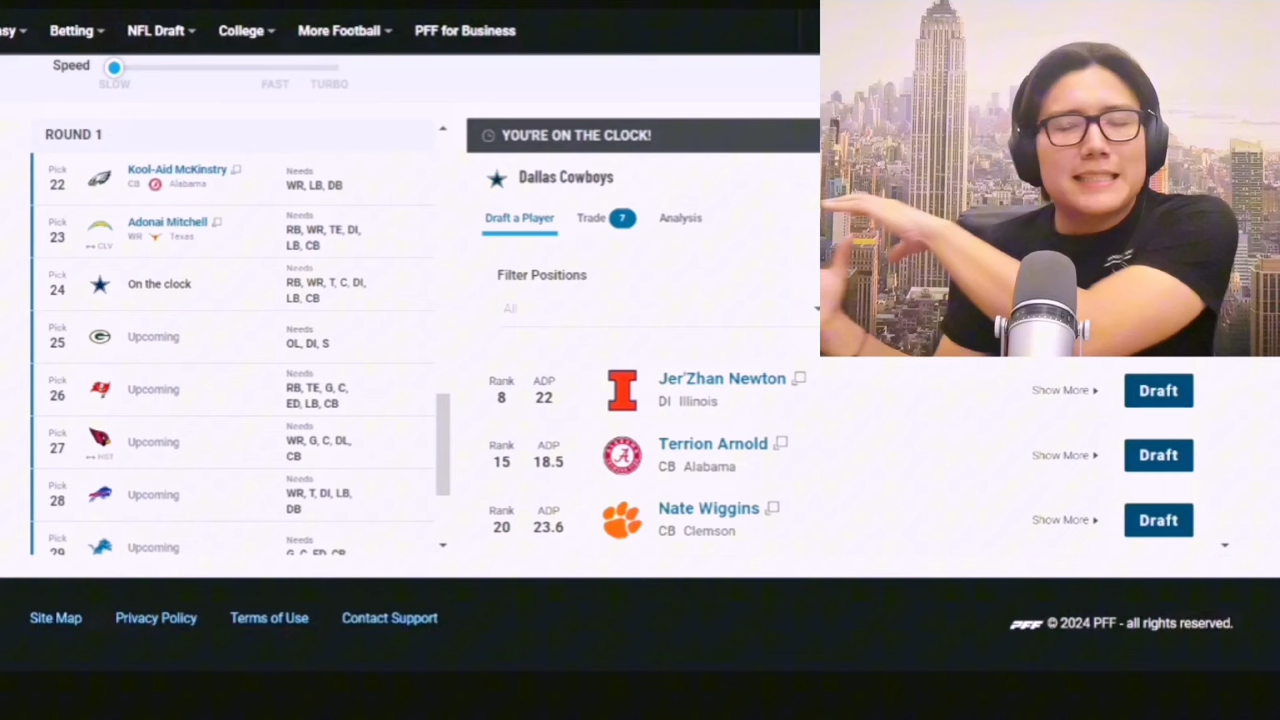 asy Betting NFL Draft College More Football PFF for Business
Speed
SLOW FAST TURBO
ROUND 1
Pick 22
Kool-Aid McKinstry
CB Alabama
Needs
WR, LB, DB
Pick 23
CLV
Adonai Mitchell
WR Texas
Needs
RB, WR, TE, DI,
LB, CB
Pick 24
On the clock
Needs
RB, WR, T, C, DI,
LB, CB
Pick 25
Upcoming
Needs
OL, DI, S
Pick 26
Upcoming
Needs
RB, TE, G, C,
ED, LB, CB
Pick 27
HST
Upcoming
Needs
WR, G, C, DL,
CB
Pick 28
Upcoming
Needs
WR, T, DI, LB,
DB
Pick 29
Upcoming
Needs
G, C, ED, CB
YOU'RE ON THE CLOCK!
Dallas Cowboys
Draft a Player Trade 7 Analysis
Filter Positions
All
Rank 8 ADP 22
Jer'Zhan Newton
DI Illinois
Show More Draft
Rank 15 ADP 18.5
Terrion Arnold
CB Alabama
Show More Draft
Rank 20 ADP 23.6
Nate Wiggins
CB Clemson
Show More Draft
Site Map Privacy Policy Terms of Use Contact Support
PFF © 2024 PFF - all rights reserved.